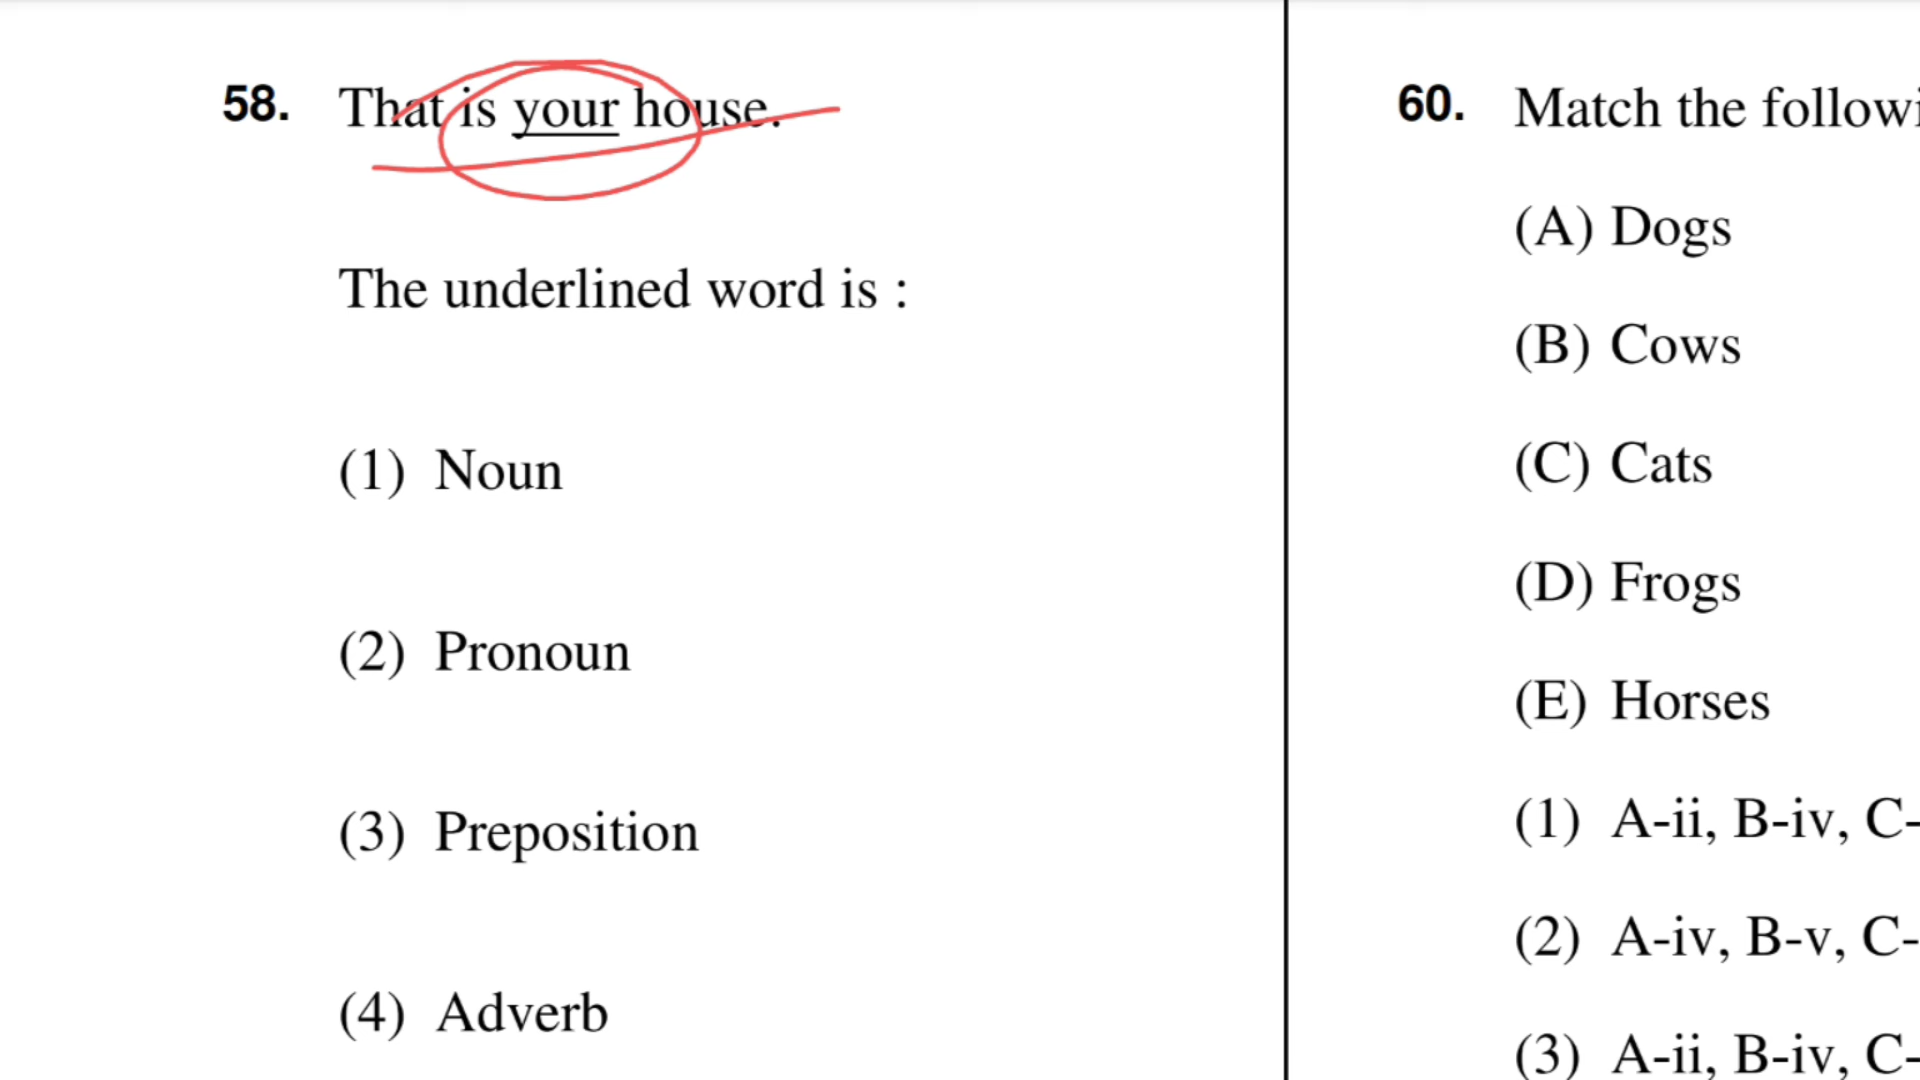 58. That is your house.
The underlined word is :
(1) Noun
(2) Pronoun
(3) Preposition
(4) Adverb
60. Match the followi
(A) Dogs
(B) Cows
(C) Cats
(D) Frogs
(E) Horses
(1) A-ii, B-iv, C-
(2) A-iv, B-v, C-
(3) A-ii, B-iv, C-